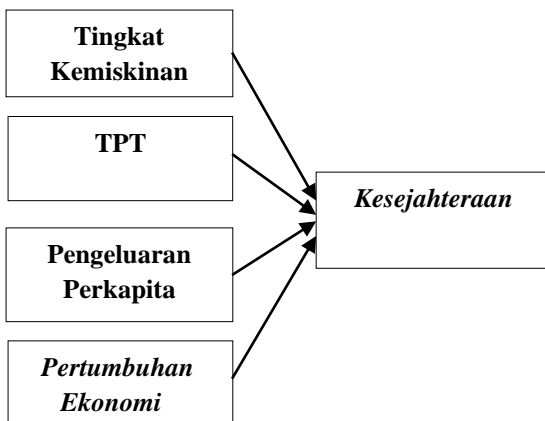 Tingkat
Kemiskinan
TPT
Kesejahteraan
Pengeluaran
Perkapita
Pertumbuhan
Ekonomi